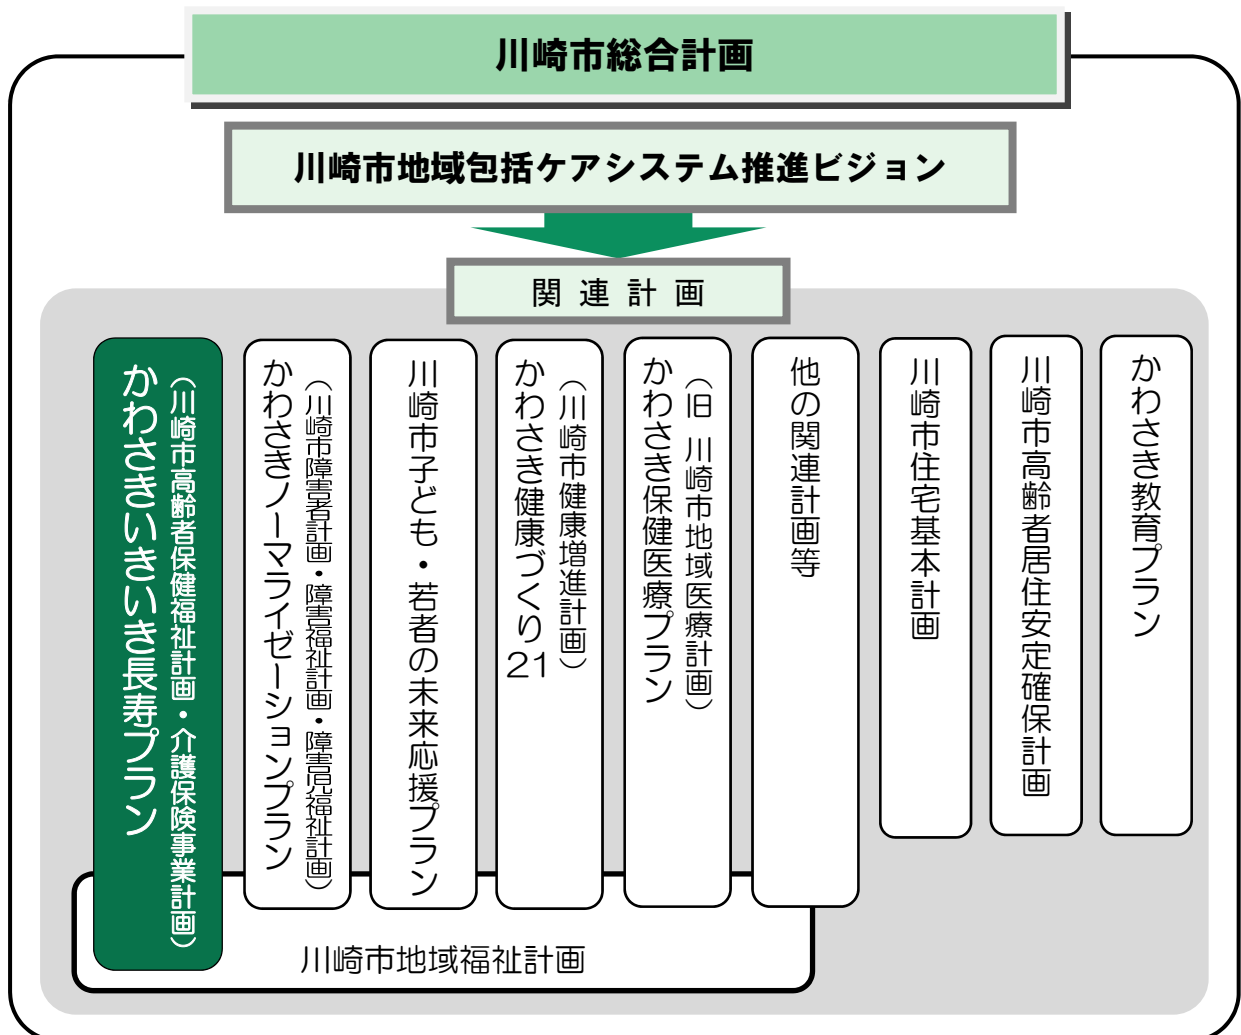 川崎市総合計画
川崎市地域包括ケアシステム推進ビジョン
関連計画
(川崎市高齢者保健福祉計画・介護保険事業計画)
かわさきいきいき長寿プラン
(川崎市障害者計画・障害福祉計画・障害児福祉計画)
かわさきノーマライゼーションプラン
川崎市子ども・若者の未来応援プラン
(川崎市健康増進計画)
かわさき健康づくり21
(旧 川崎市地域医療計画)
かわさき保健医療プラン
他の関連計画等
川崎市住宅基本計画
川崎市高齢者居住安定確保計画
かわさき教育プラン
川崎市地域福祉計画